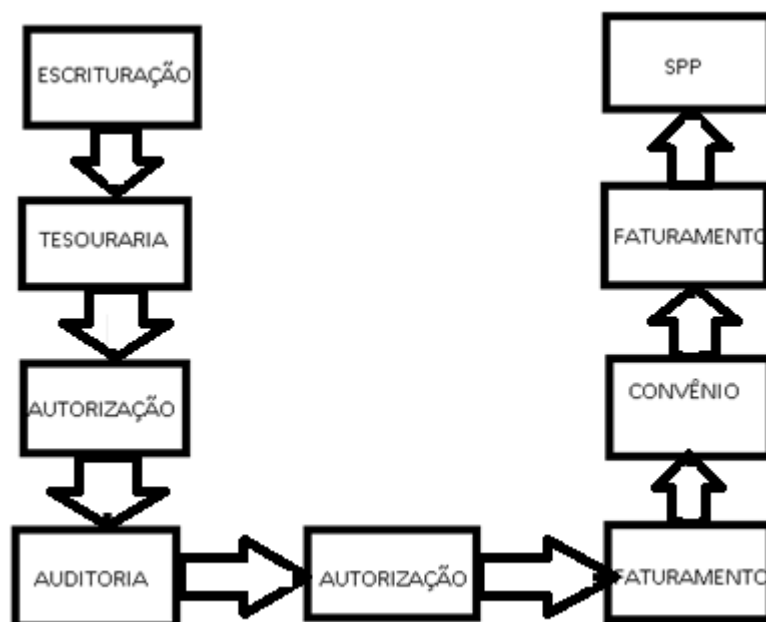 ESCRITURAÇÃO
TESOURARIA
AUTORIZAÇÃO
AUDITORIA
AUTORIZAÇÃO
FATURAMENTO
CONVÊNIO
FATURAMENTO
SPP